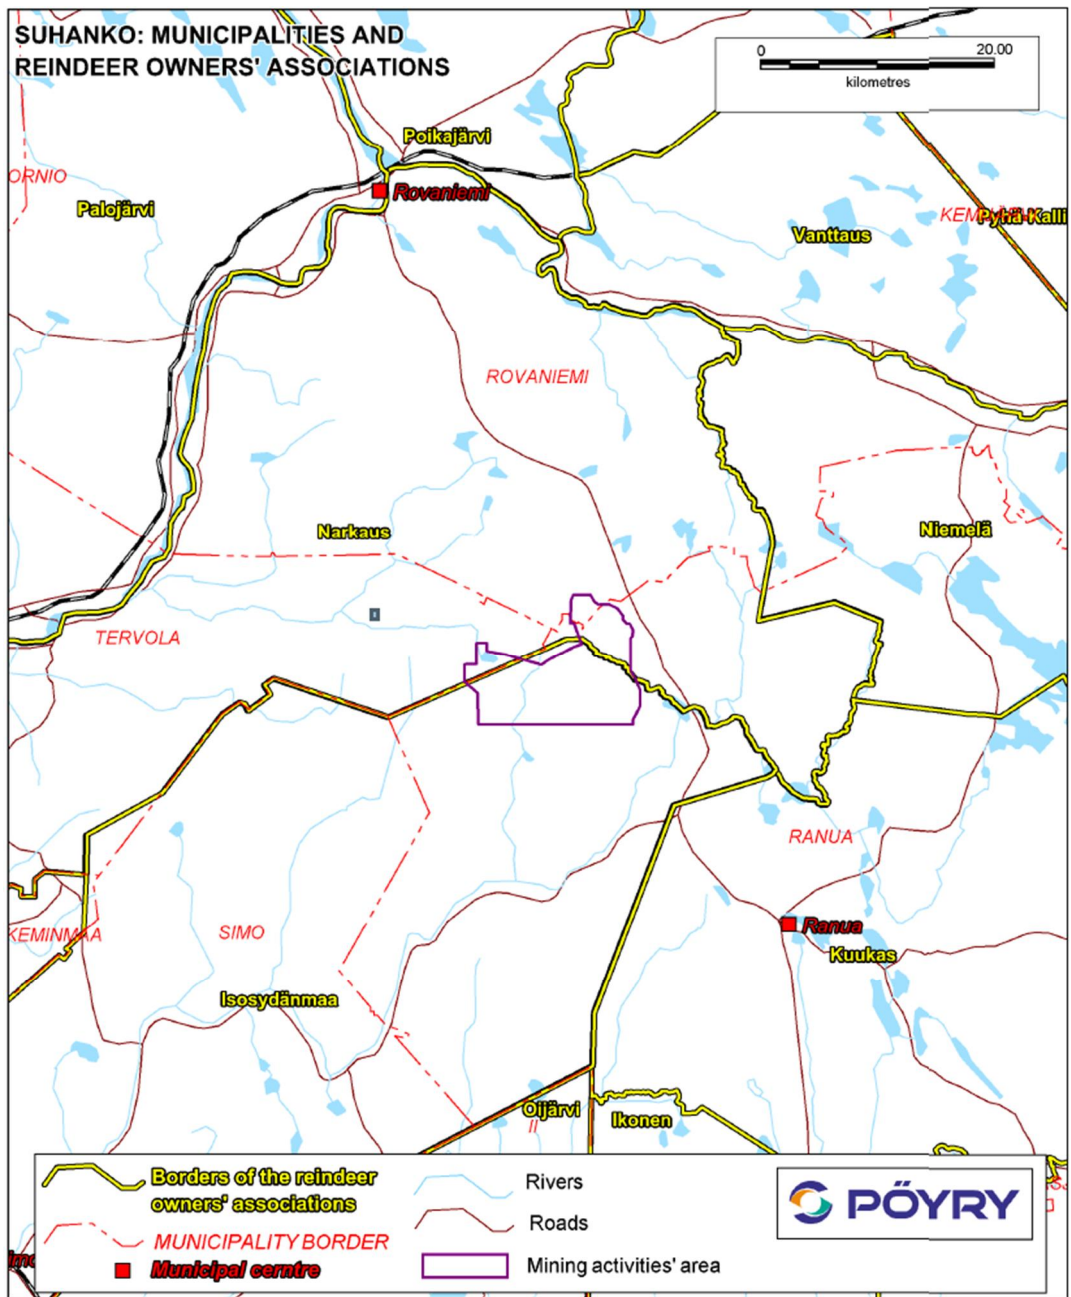 SUHANKO: MUNICIPALITIES AND
REINDEER OWNERS' ASSOCIATIONS
0 20.00
kilometres
Poikajärvi
ORNIO
Rovaniemi
Palojärvi
Pyhä-Kalli
Vanttaus
ROVANIEMI
Narkaus
Niemelä
TERVOLA
RANUA
Ranua
KEMINMAA
SIMO
Kuukas
Isosydänmaa
Oijärvi
Ikonen
II
Borders of the reindeer
owners' associations
Rivers
PÖYRY
Roads
MUNICIPALITY BORDER
Municipal cerntre
Mining activities' area